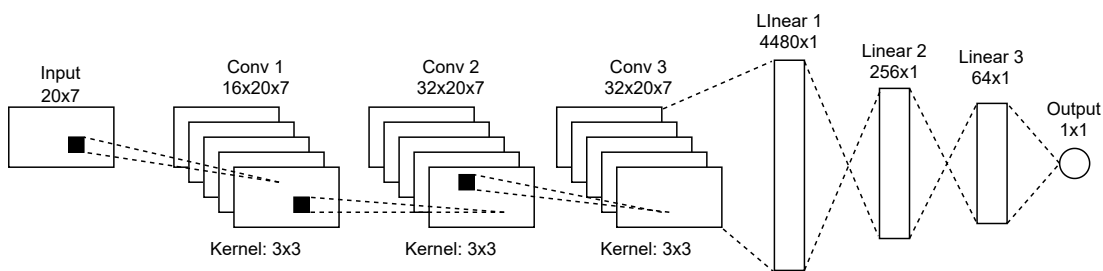 Input
20x7
Conv 1
16x20x7
Kernel: 3x3
Conv 2
32x20x7
Kernel: 3x3
Conv 3
32x20x7
Kernel: 3x3
LInear 1
4480x1
Linear 2
256x1
Linear 3
64x1
Output
1x1